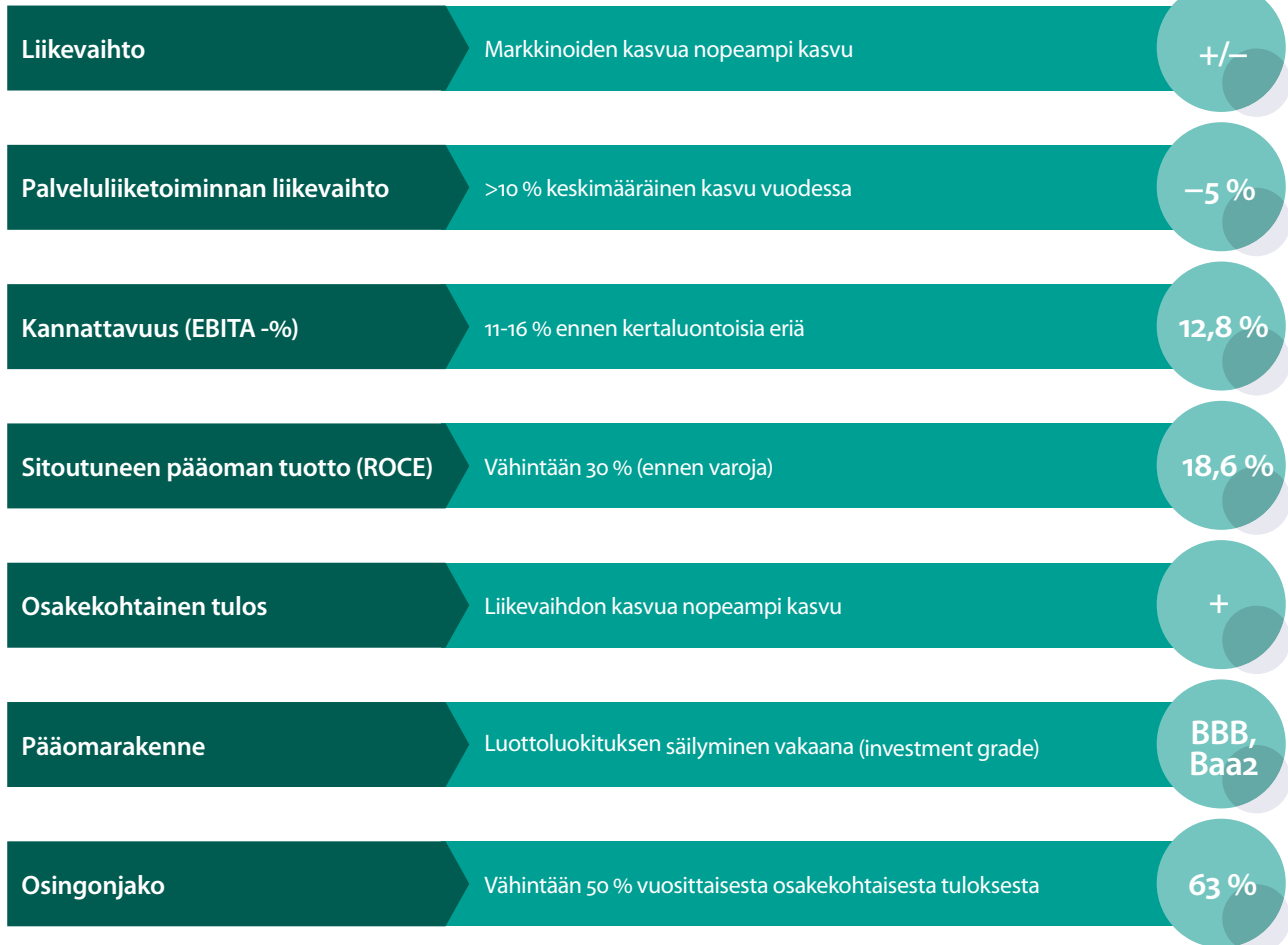 Liikevaihto Markkinoiden kasvua nopeampi kasvu +/–
Palveluliiketoiminnan liikevaihto >10 % keskimääräinen kasvu vuodessa –5 %
Kannattavuus (EBITA -%) 11-16 % ennen kertaluontoisia eriä 12,8 %
Sitoutuneen pääoman tuotto (ROCE) Vähintään 30 % (ennen varoja) 18,6 %
Osakekohtainen tulos Liikevaihdon kasvua nopeampi kasvu +
Pääomarakenne Luottoluokituksen säilyminen vakaana (investment grade) BBB,
Baa2
Osingonjako Vähintään 50 % vuosittaisesta osakekohtaisesta tuloksesta 63 %